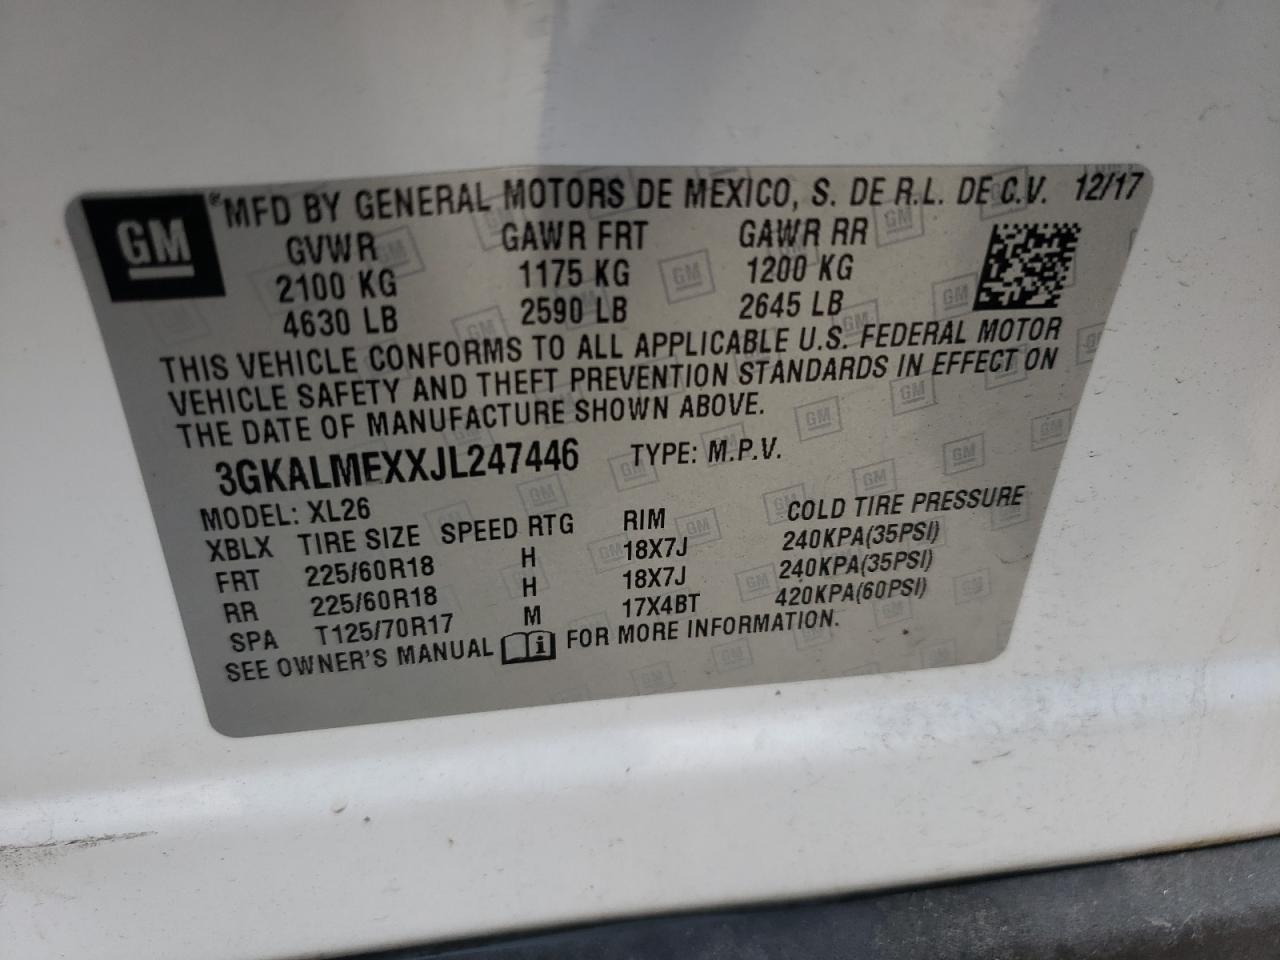 GM
®MFD BY GENERAL MOTORS DE MEXICO, S. DE R.L. DE C.V. 12/17
GVWR GAWR FRT GAWR RR
2100 KG 1175 KG 1200 KG
4630 LB 2590 LB 2645 LB
THIS VEHICLE CONFORMS TO ALL APPLICABLE U.S. FEDERAL MOTOR
VEHICLE SAFETY AND THEFT PREVENTION STANDARDS IN EFFECT ON
THE DATE OF MANUFACTURE SHOWN ABOVE.
3GKALMEXXJL247446 TYPE: M.P.V.
MODEL: XL26
XBLX TIRE SIZE SPEED RTG RIM COLD TIRE PRESSURE
FRT 225/60R18 H 18X7J 240KPA(35PSI)
RR 225/60R18 H 18X7J 240KPA(35PSI)
SPA T125/70R17 M 17X4BT 420KPA(60PSI)
SEE OWNER'S MANUAL i FOR MORE INFORMATION.